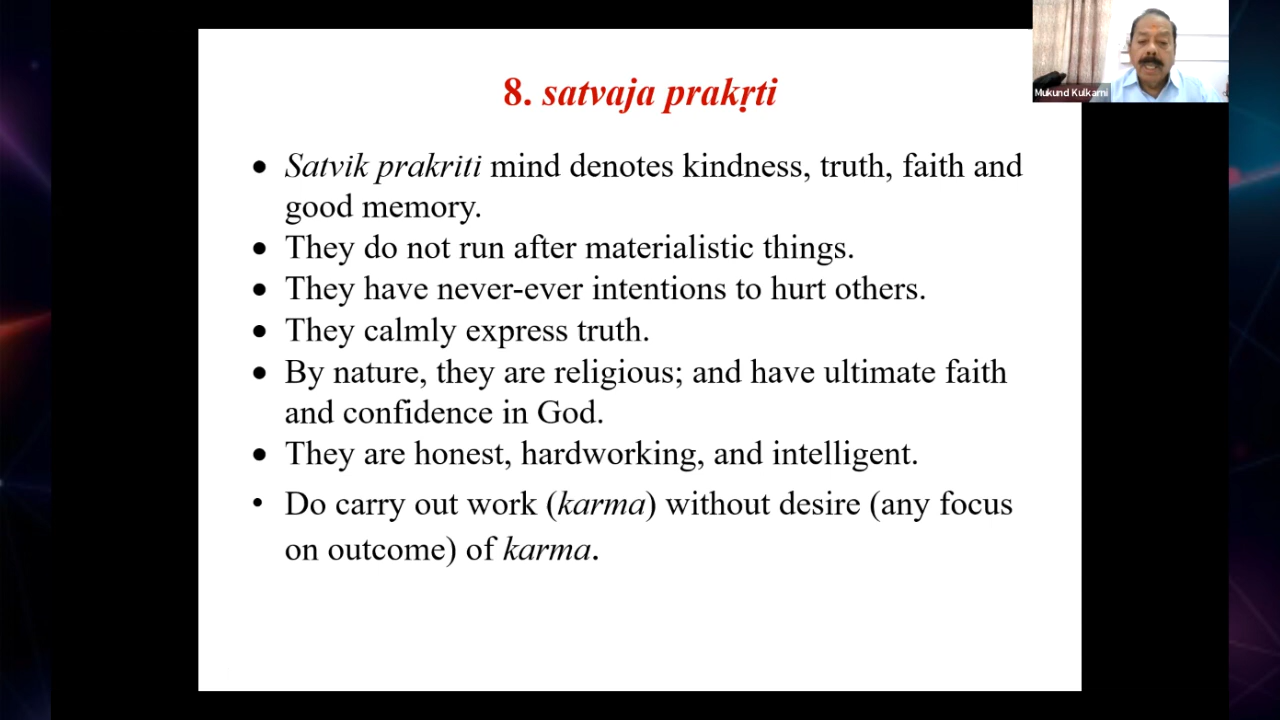 8. satvaja prakṛti
Mukund Kulkarni
• Satvik prakriti mind denotes kindness, truth, faith and
good memory.
• They do not run after materialistic things.
• They have never-ever intentions to hurt others.
• They calmly express truth.
• By nature, they are religious; and have ultimate faith
and confidence in God.
• They are honest, hardworking, and intelligent.
• Do carry out work (karma) without desire (any focus
on outcome) of karma.